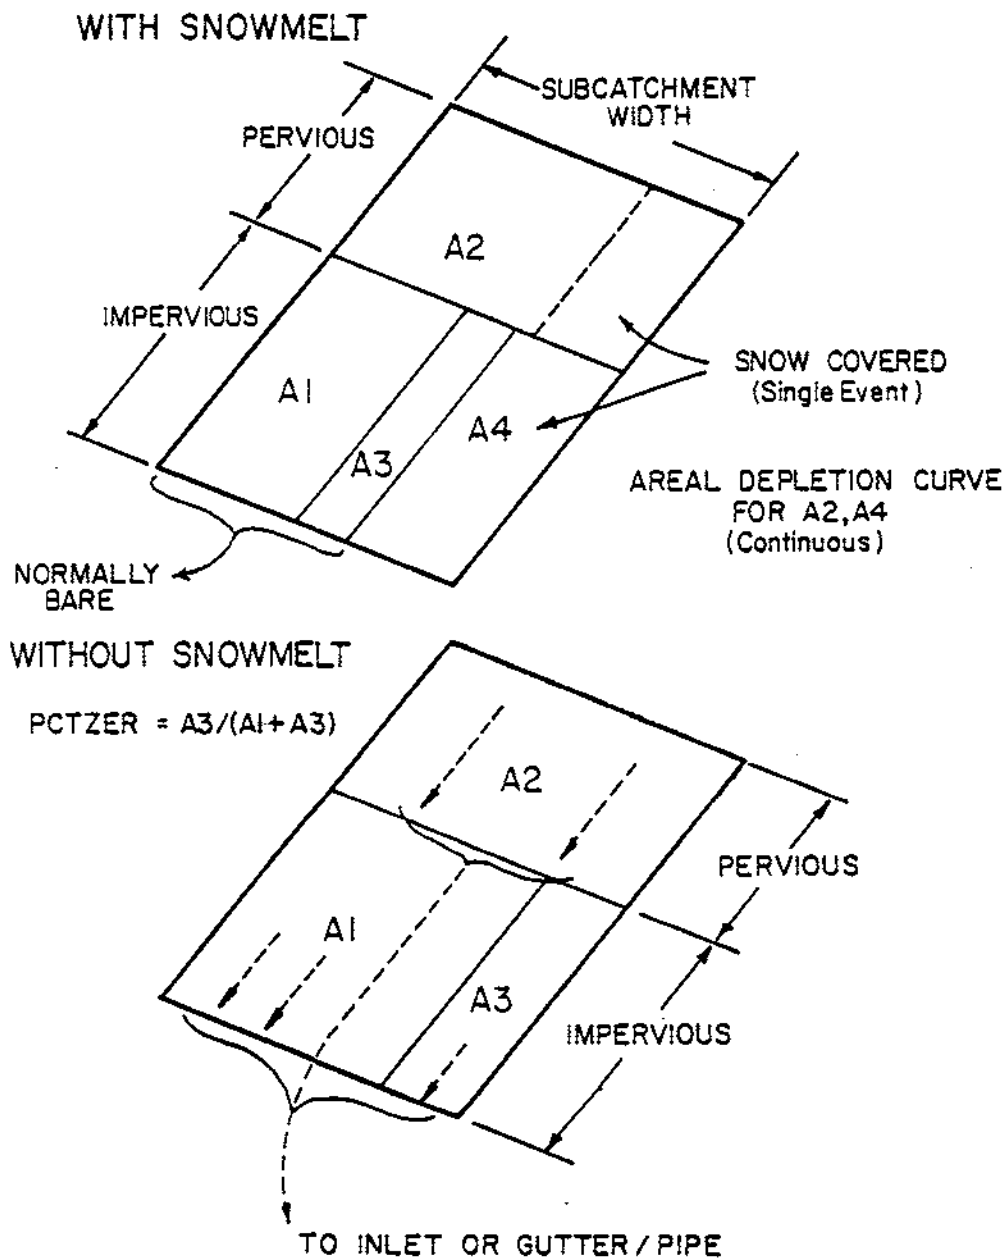 WITH SNOWMELT
SUBCATCHMENT
WIDTH
PERVIOUS
A2
IMPERVIOUS
SNOW COVERED
(Single Event)
A1
A4
A3
AREAL DEPLETION CURVE
FOR A2,A4
(Continuous)
NORMALLY
BARE
WITHOUT SNOWMELT
PCTZER = A3/(A1+A3)
A2
PERVIOUS
A1
A3
IMPERVIOUS
TO INLET OR GUTTER/PIPE